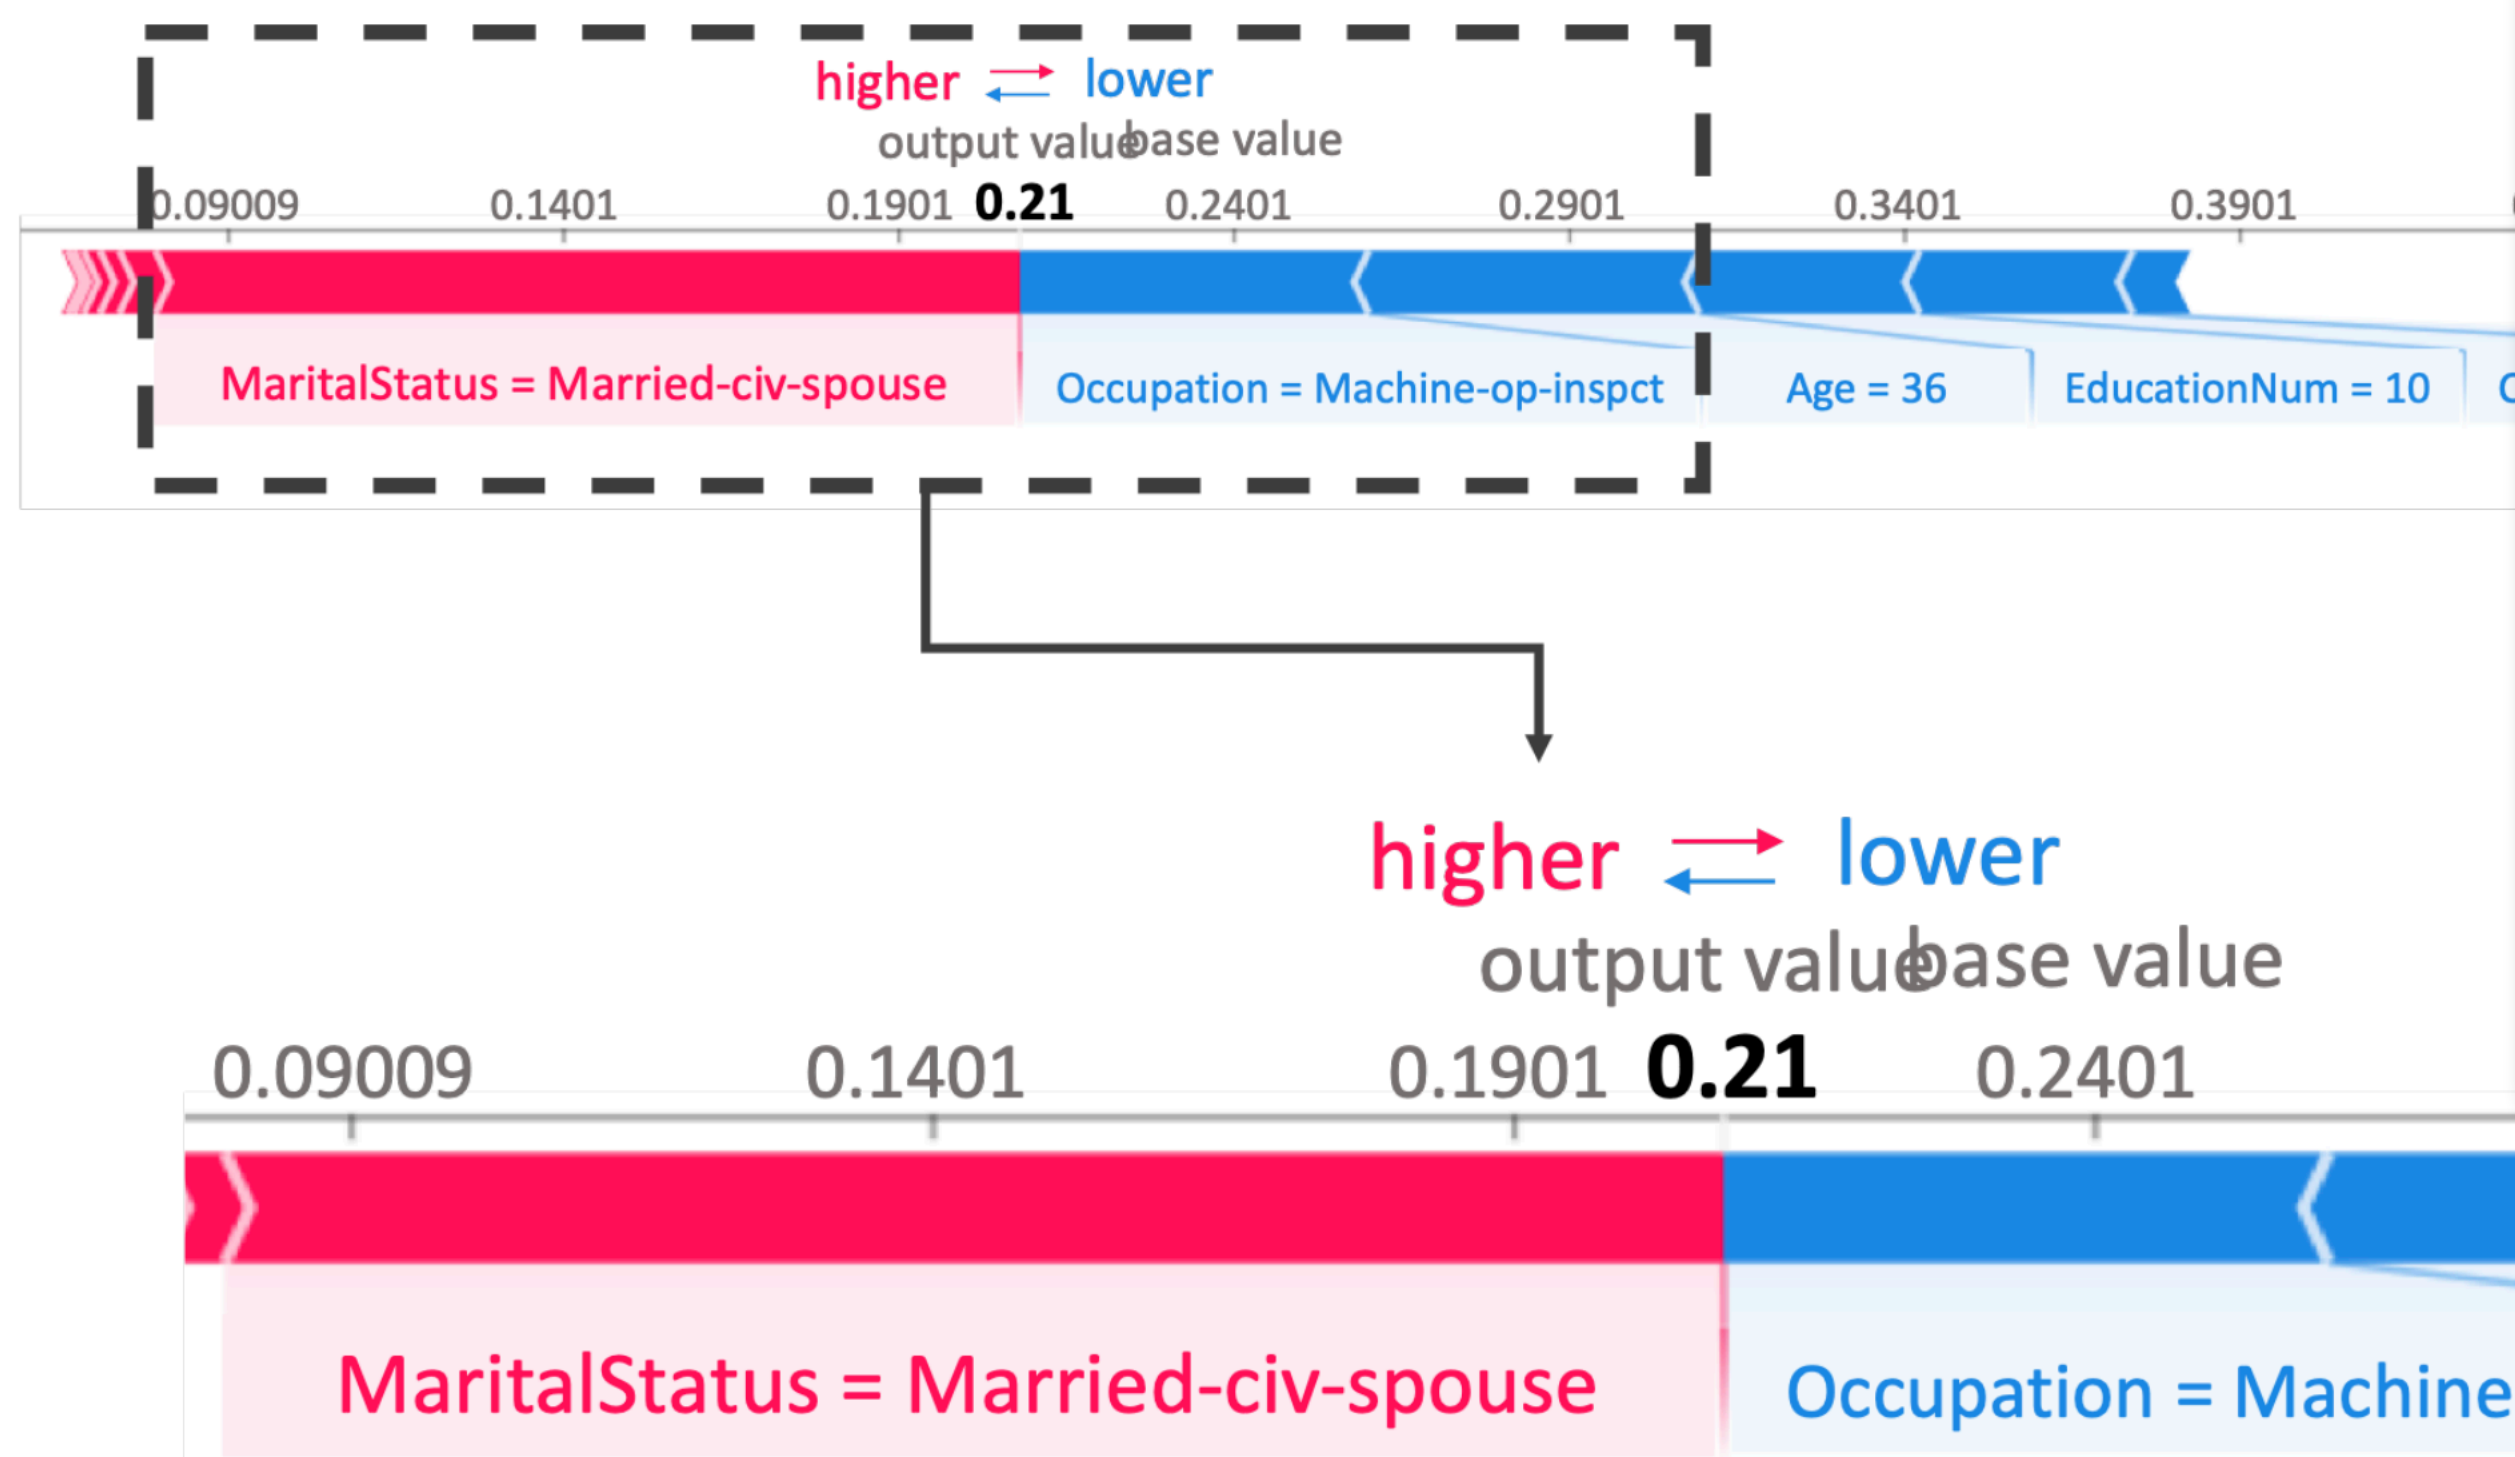 higher lower
output value base value
0.09009 0.1401 0.1901 0.21 0.2401 0.2901 0.3401 0.3901
MaritalStatus = Married-civ-spouse Occupation = Machine-op-inspct Age = 36 EducationNum = 10
higher lower
output value base value
0.09009 0.1401 0.1901 0.21 0.2401
MaritalStatus = Married-civ-spouse Occupation = Machine